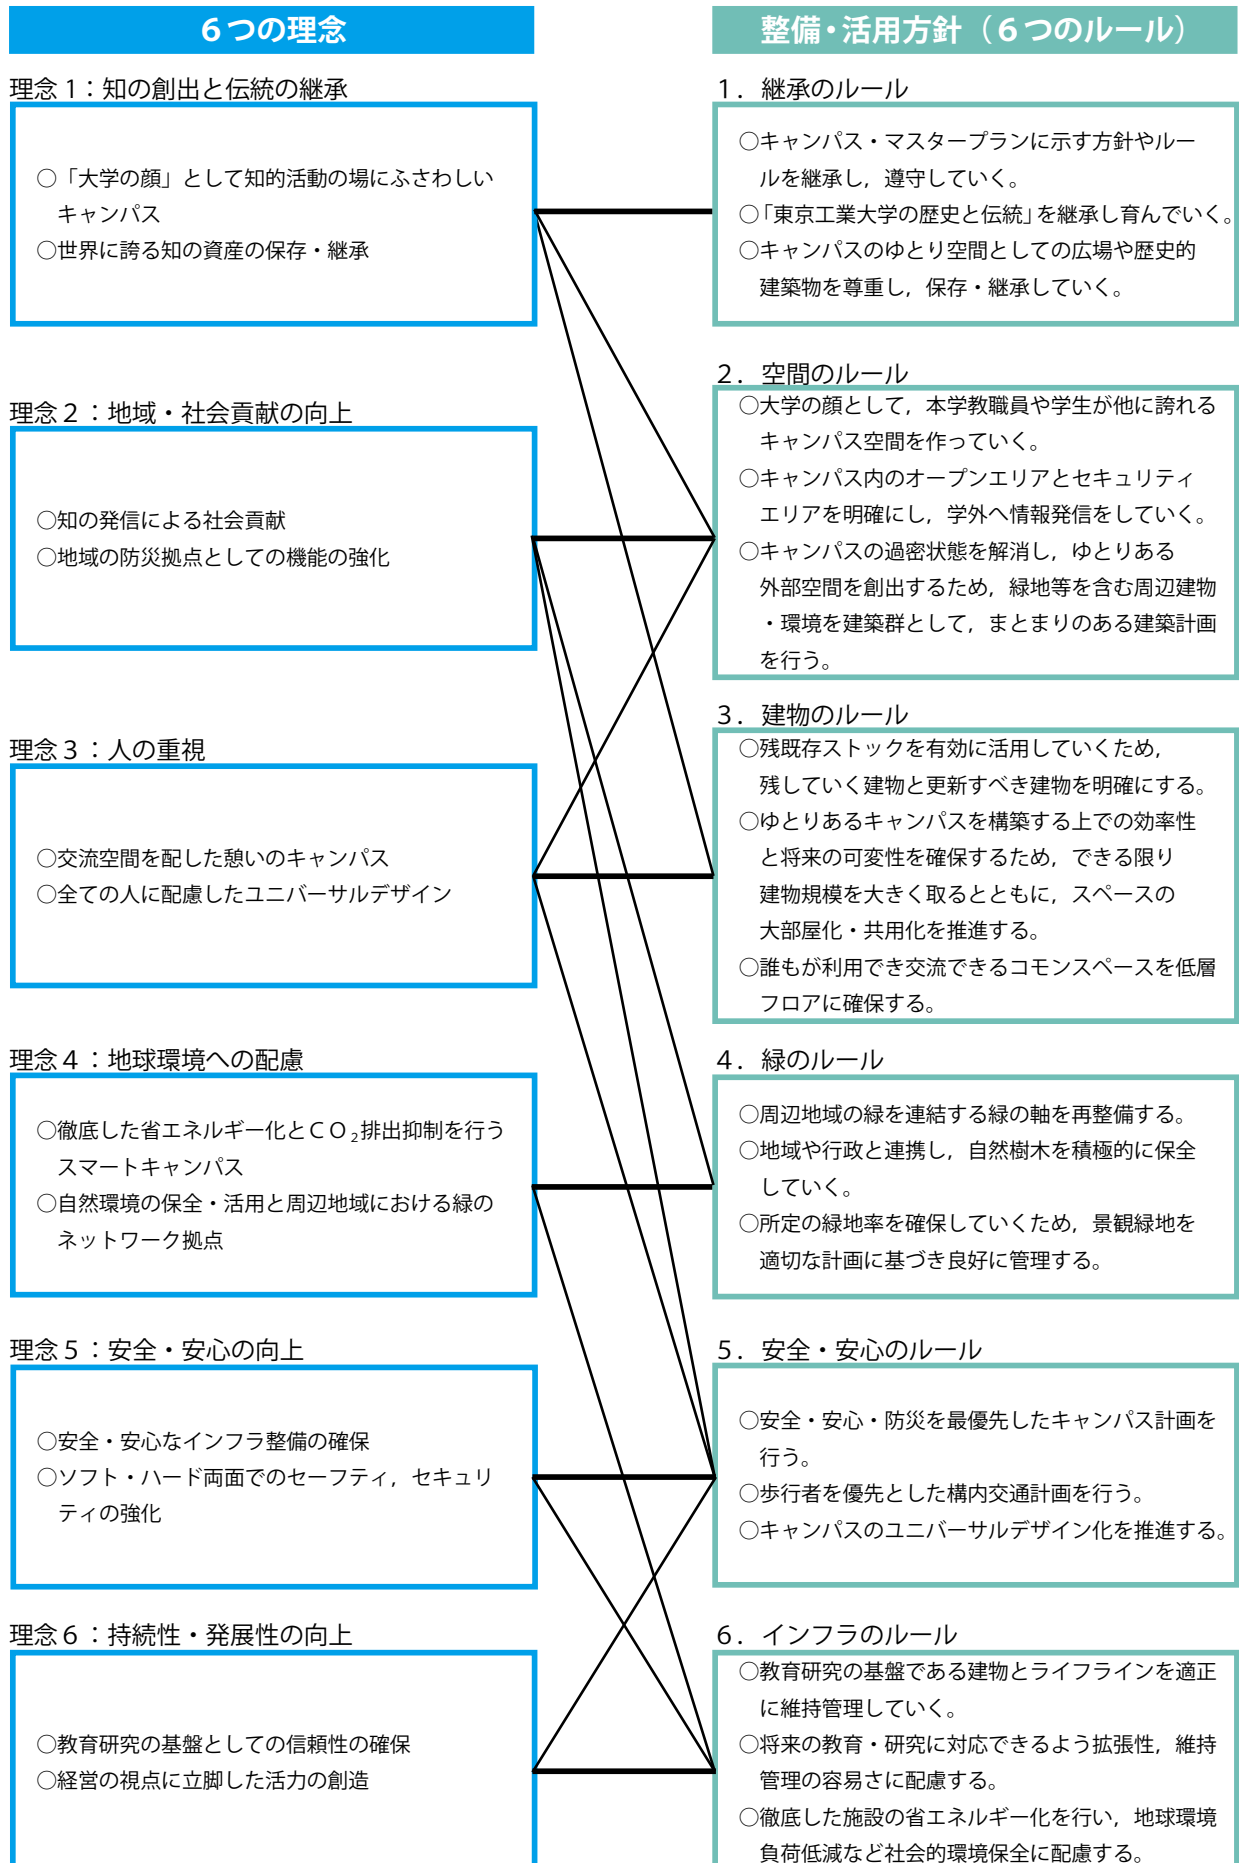 6つの理念
理念1：知の創出と伝統の継承
○「大学の顔」として知的活動の場にふさわしい
キャンパス
○世界に誇る知の資産の保存・継承
理念2：地域・社会貢献の向上
○知の発信による社会貢献
○地域の防災拠点としての機能の強化
理念3：人の重視
○交流空間を配した憩いのキャンパス
○全ての人に配慮したユニバーサルデザイン
理念4：地球環境への配慮
○徹底した省エネルギー化とＣＯ₂排出抑制を行う
スマートキャンパス
○自然環境の保全・活用と周辺地域における緑の
ネットワーク拠点
理念5：安全・安心の向上
○安全・安心なインフラ整備の確保
○ソフト・ハード両面でのセーフティ，セキュリ
ティの強化
理念6：持続性・発展性の向上
○教育研究の基盤としての信頼性の確保
○経営の視点に立脚した活力の創造
整備・活用方針（6つのルール）
1．継承のルール
○キャンパス・マスタープランに示す方針やルー
ルを継承し，遵守していく。
○「東京工業大学の歴史と伝統」を継承し育んでいく。
○キャンパスのゆとり空間としての広場や歴史的
建築物を尊重し，保存・継承していく。
2．空間のルール
○大学の顔として，本学教職員や学生が他に誇れる
キャンパス空間を作っていく。
○キャンパス内のオープンエリアとセキュリティ
エリアを明確にし，学外へ情報発信をしていく。
○キャンパスの過密状態を解消し，ゆとりある
外部空間を創出するため，緑地等を含む周辺建物
・環境を建築群として，まとまりのある建築計画
を行う。
3．建物のルール
○残既存ストックを有効に活用していくため，
残していく建物と更新すべき建物を明確にする。
○ゆとりあるキャンパスを構築する上での効率性
と将来の可変性を確保するため，できる限り
建物規模を大きく取るとともに，スペースの
大部屋化・共用化を推進する。
○誰もが利用でき交流できるコモンスペースを低層
フロアに確保する。
4．緑のルール
○周辺地域の緑を連結する緑の軸を再整備する。
○地域や行政と連携し，自然樹木を積極的に保全
していく。
○所定の緑地率を確保していくため，景観緑地を
適切な計画に基づき良好に管理する。
5．安全・安心のルール
○安全・安心・防災を最優先したキャンパス計画を
行う。
○歩行者を優先とした構内交通計画を行う。
○キャンパスのユニバーサルデザイン化を推進する。
6．インフラのルール
○教育研究の基盤である建物とライフラインを適正
に維持管理していく。
○将来の教育・研究に対応できるよう拡張性，維持
管理の容易さに配慮する。
○徹底した施設の省エネルギー化を行い，地球環境
負荷低減など社会的環境保全に配慮する。